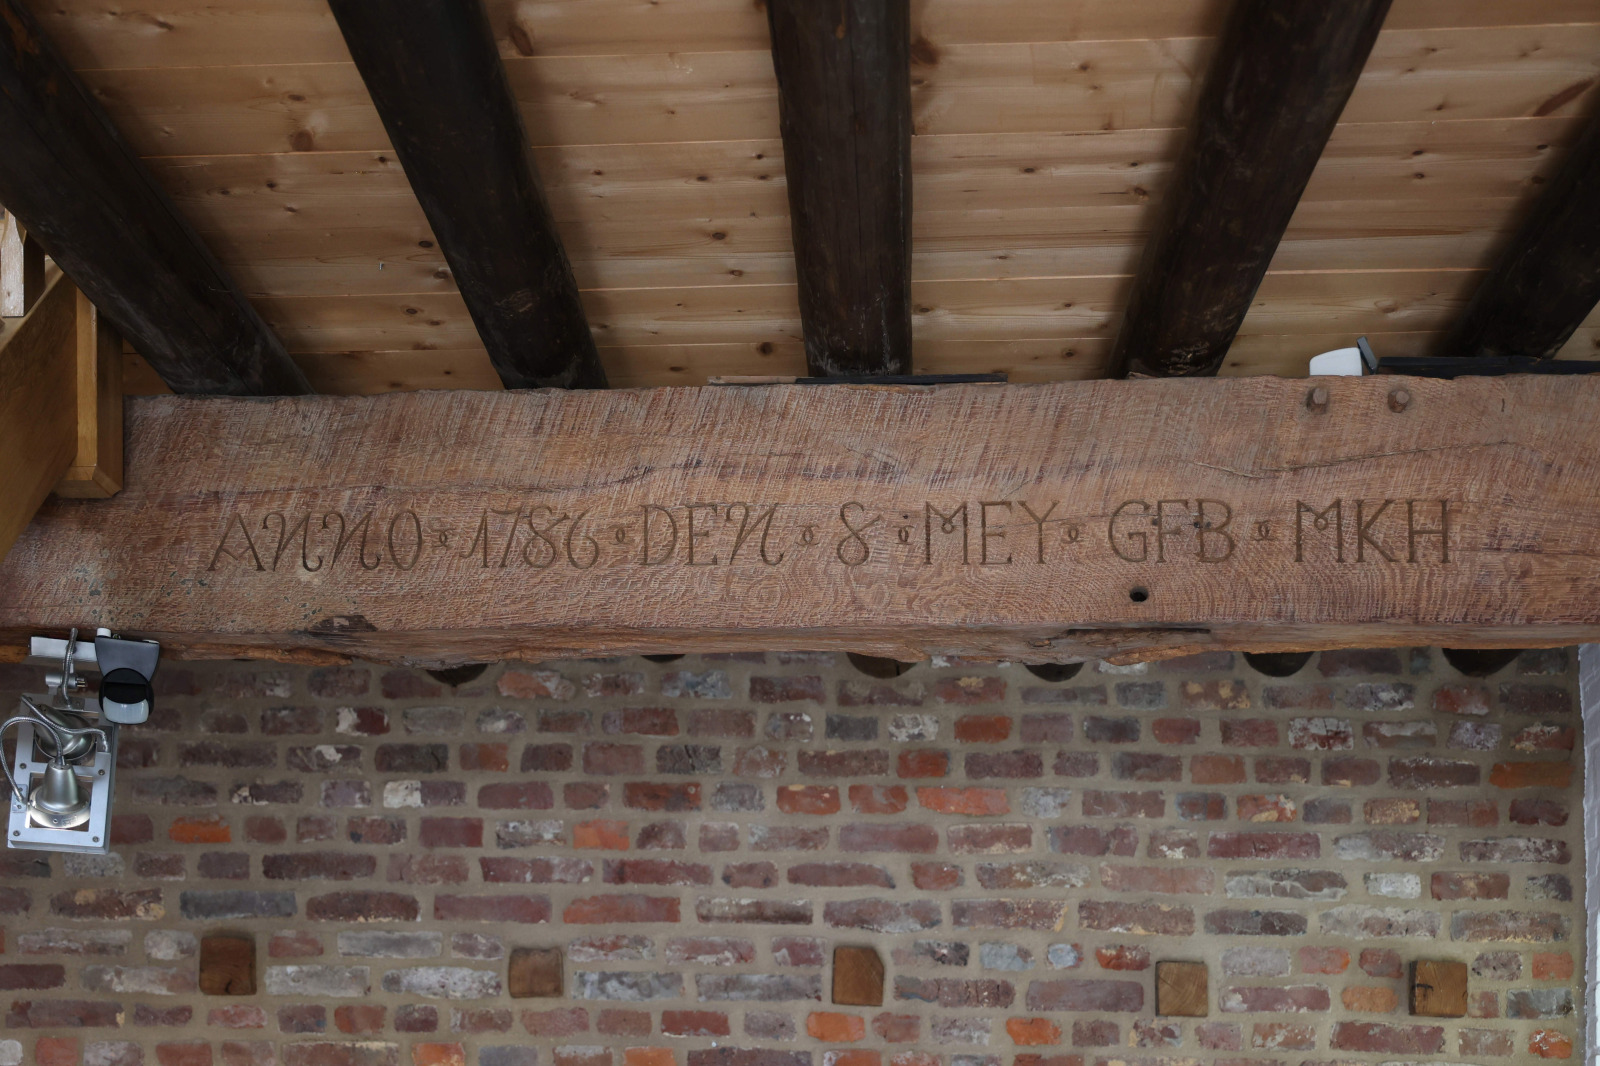 ANNO 1786 DEN 8 MEY GFB MKH